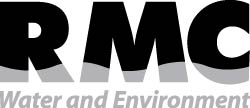 RMC
Water and Environment